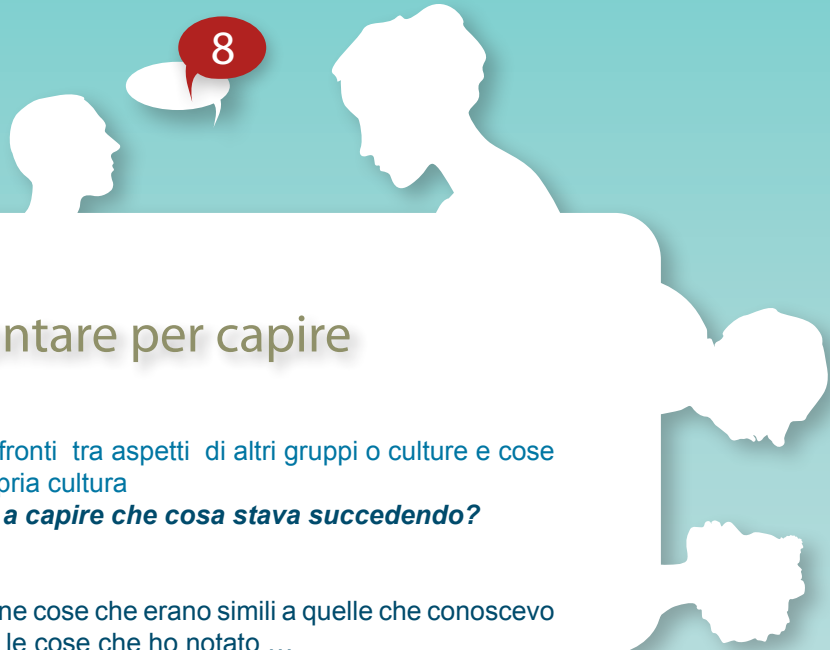 8
ntare per capire
fronti tra aspetti di altri gruppi o culture e cose
pria cultura
a capire che cosa stava succedendo?
ne cose che erano simili a quelle che conoscevo
le cose che ho notato ...